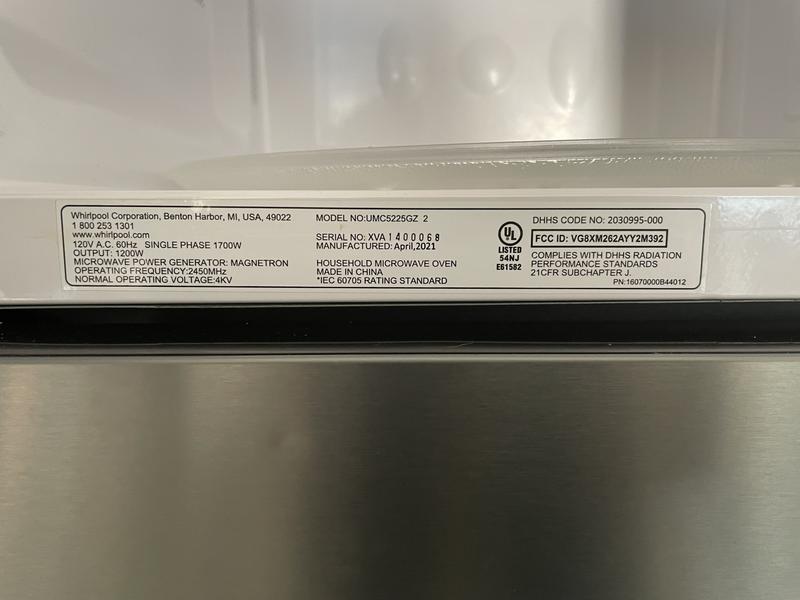 Whirlpool Corporation, Benton Harbor, MI, USA, 49022
1 800 253 1301
www.whirlpool.com
120V A.C. 60Hz SINGLE PHASE 1700W
OUTPUT: 1200W
MICROWAVE POWER GENERATOR: MAGNETRON
OPERATING FREQUENCY:2450MHz
NORMAL OPERATING VOLTAGE:4KV
MODEL NO:UMC5225GZ 2
SERIAL NO: XVA1400068
MANUFACTURED: April,2021
HOUSEHOLD MICROWAVE OVEN
MADE IN CHINA
*IEC 60705 RATING STANDARD
UL
LISTED
54NJ
E61582
DHHS CODE NO: 2030995-000
FCC ID: VG8XM262AYY2M392
COMPLIES WITH DHHS RADIATION
PERFORMANCE STANDARDS
21CFR SUBCHAPTER J.
PN:16070000B44012